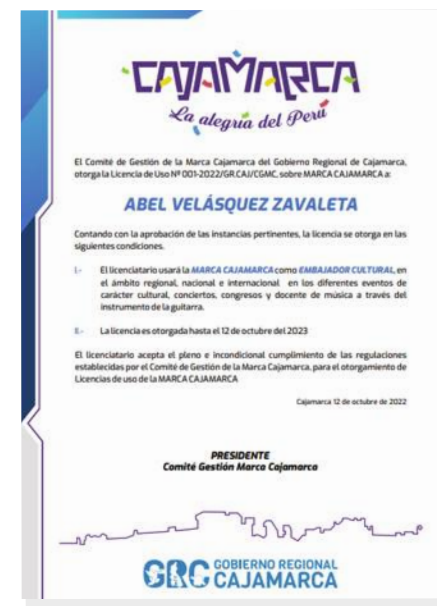 CAJAMARCA
La alegría del Perú
El Comité de Gestión de la Marca Cajamarca del Gobierno Regional de Cajamarca,
otorga la Licencia de Uso Nº 001-2022/GR.CAJ/CGMC, sobre MARCA CAJAMARCA a:
ABEL VELÁSQUEZ ZAVALETA
Contando con la aprobación de las instancias pertinentes, la licencia se otorga en las
siguientes condiciones.
I.- El licenciatario usará la MARCA CAJAMARCA como EMBAJADOR CULTURAL, en
el ámbito regional, nacional e internacional en los diferentes eventos de
carácter cultural, conciertos, congresos y docente de música a través del
instrumento de la guitarra.
II.- La licencia es otorgada hasta el 12 de octubre del 2023
El licenciatario acepta el pleno e incondicional cumplimiento de las regulaciones
establecidas por el Comité de Gestión de la Marca Cajamarca, para el otorgamiento de
Licencias de uso de la MARCA CAJAMARCA
Cajamarca 12 de octubre de 2022
PRESIDENTE
Comité Gestión Marca Cajamarca
GRC GOBIERNO REGIONAL
CAJAMARCA